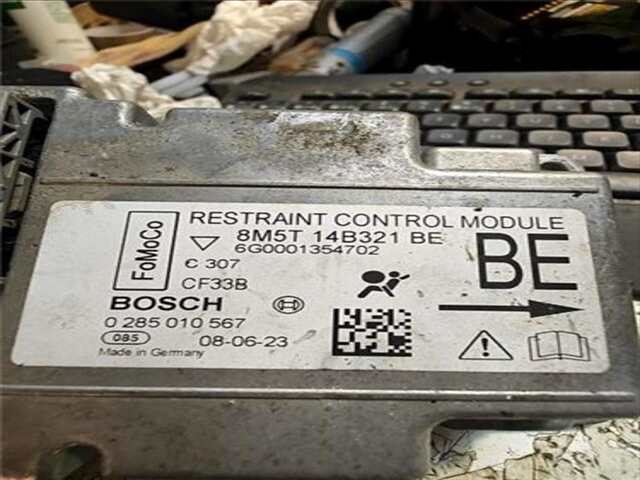 FoMoCo
RESTRAINT CONTROL MODULE
8M5T 14B321 BE
6G0001354702
C 307
CF33B
BE
BOSCH
0 285 010 567
085
08-06-23
Made in Germany